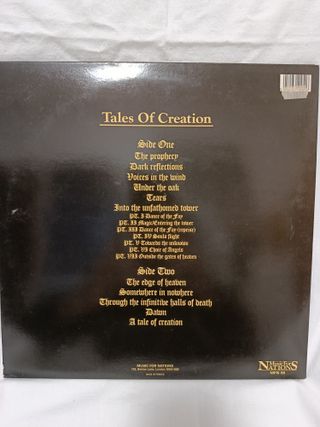 Tales Of Creation
Side One
The prophecy
Dark reflections
Voices in the wind
Under the oak
Tears
Into the unfathomed tower
PT. I Dance of the Fay
PT. II Magic/Entering the tower
PT. III Dance of the Fay (reprise)
PT. IV Souls flight
PT. V Towards the unknown
PT. VI Choir of Angels
PT. VII Outside the gates of heaven
Side Two
The edge of heaven
Somewhere in nowhere
Through the infinitive halls of death
Dawn
A tale of creation
MUSIC FOR NATIONS
Music For
NATIONS